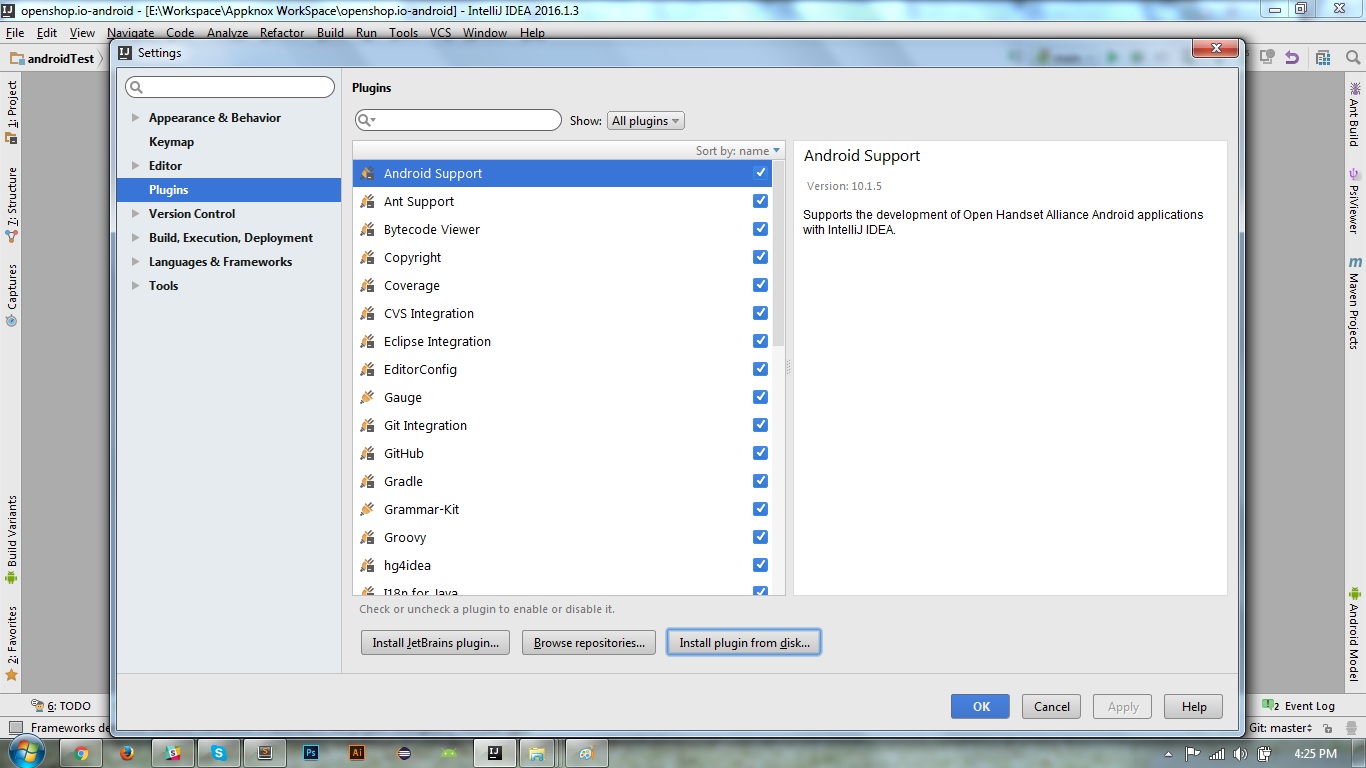 openshop.io-android - [E:\Workspace\Appknox WorkSpace\openshop.io-android] - IntelliJ IDEA 2016.1.3
File Edit View Navigate Code Analyze Refactor Build Run Tools VCS Window Help
androidTest
Settings
Appearance & Behavior
Keymap
Editor
Plugins
Version Control
Build, Execution, Deployment
Languages & Frameworks
Tools
Plugins
Show: All plugins
Sort by: name
Android Support
Ant Support
Bytecode Viewer
Copyright
Coverage
CVS Integration
Eclipse Integration
EditorConfig
Gauge
Git Integration
GitHub
Gradle
Grammar-Kit
Groovy
hg4idea
I18n for Java
Check or uncheck a plugin to enable or disable it.
Install JetBrains plugin... Browse repositories... Install plugin from disk...
Android Support
Version: 10.1.5
Supports the development of Open Handset Alliance Android applications
with IntelliJ IDEA.
OK Cancel Apply Help
1: Project
7: Structure
Captures
Build Variants
2: Favorites
Ant Build
PsiViewer
m
Maven Projects
Android Model
6: TODO
2 Event Log
Frameworks de
Git: master
Ps
Ai
IJ
4:25 PM